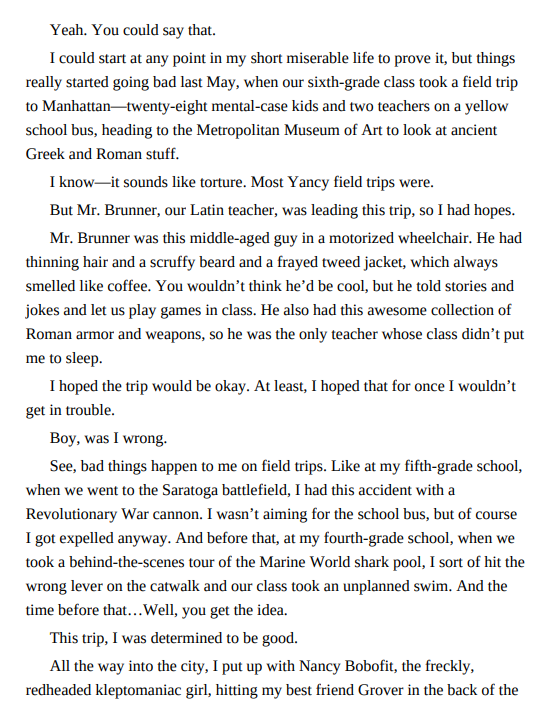 Yeah. You could say that.
I could start at any point in my short miserable life to prove it, but things
really started going bad last May, when our sixth-grade class took a field trip
to Manhattan—twenty-eight mental-case kids and two teachers on a yellow
school bus, heading to the Metropolitan Museum of Art to look at ancient
Greek and Roman stuff.
I know—it sounds like torture. Most Yancy field trips were.
But Mr. Brunner, our Latin teacher, was leading this trip, so I had hopes.
Mr. Brunner was this middle-aged guy in a motorized wheelchair. He had
thinning hair and a scruffy beard and a frayed tweed jacket, which always
smelled like coffee. You wouldn’t think he’d be cool, but he told stories and
jokes and let us play games in class. He also had this awesome collection of
Roman armor and weapons, so he was the only teacher whose class didn’t put
me to sleep.
I hoped the trip would be okay. At least, I hoped that for once I wouldn’t
get in trouble.
Boy, was I wrong.
See, bad things happen to me on field trips. Like at my fifth-grade school,
when we went to the Saratoga battlefield, I had this accident with a
Revolutionary War cannon. I wasn’t aiming for the school bus, but of course
I got expelled anyway. And before that, at my fourth-grade school, when we
took a behind-the-scenes tour of the Marine World shark pool, I sort of hit the
wrong lever on the catwalk and our class took an unplanned swim. And the
time before that…Well, you get the idea.
This trip, I was determined to be good.
All the way into the city, I put up with Nancy Bobofit, the freckly,
redheaded kleptomaniac girl, hitting my best friend Grover in the back of the